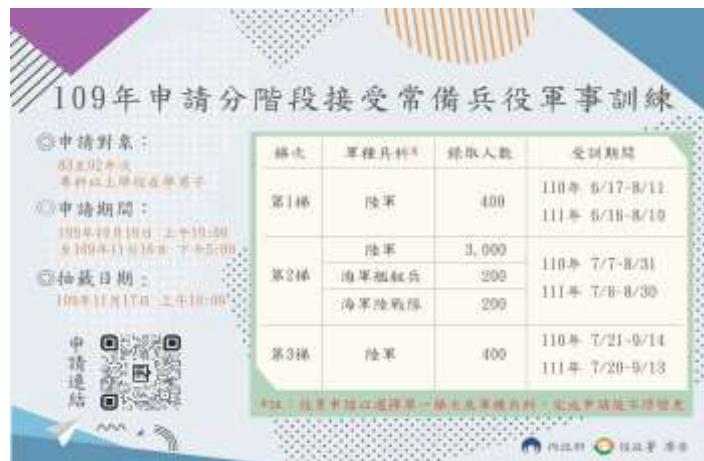 109年申請分階段接受常備兵役軍事訓練
◎申請對象：
83至92年次
專科以上學校在學男子
◎申請期間：
109年10月16日 上午10:00
至109年11月16日 下午5:00
◎抽籤日期：
109年11月17日 上午10:00
申請連結
梯次 軍種兵科 錄取人數 受訓期間
第1梯 陸軍 400 110年 6/17-8/11
111年 6/16-8/10
第2梯 陸軍 3,000 110年 7/7-8/31
海軍艦艇兵 200 111年 7/6-8/30
海軍陸戰隊 200
第3梯 陸軍 400 110年 7/21-9/14
111年 7/20-9/13
內政部 役政署 廣告